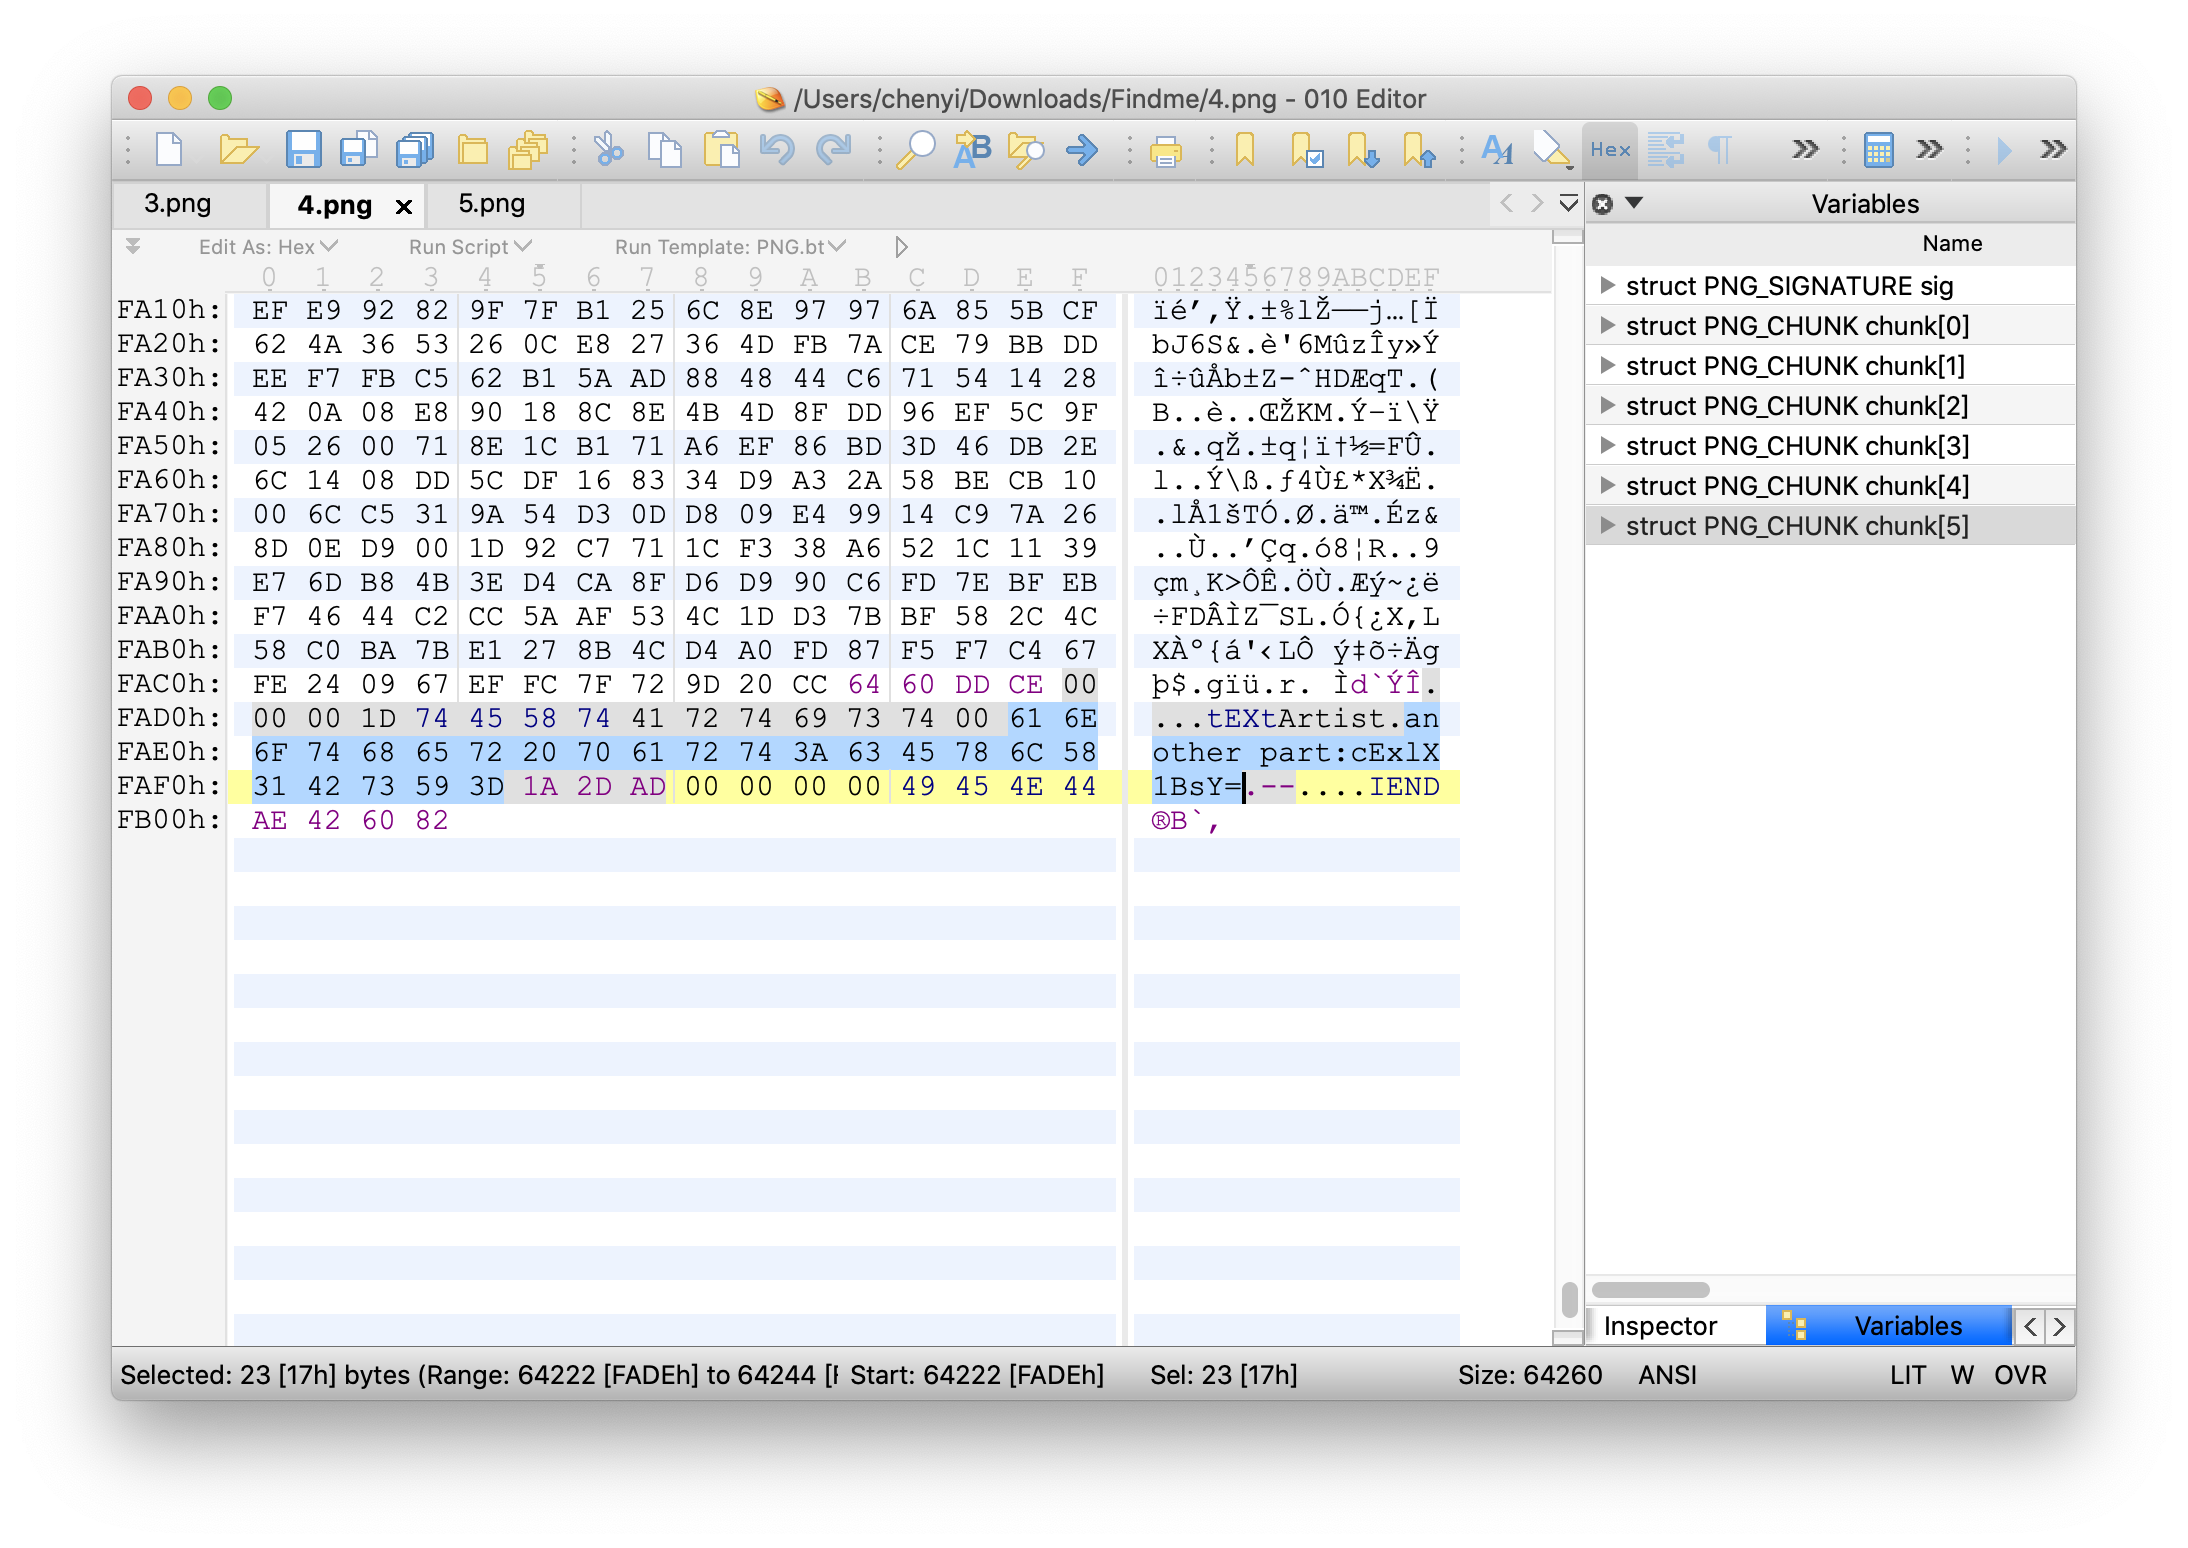 /Users/chenyi/Downloads/Findme/4.png - 010 Editor
Hex
3.png 4.png 5.png
Variables
Edit As: Hex Run Script Run Template: PNG.bt
Name
0 1 2 3 4 5 6 7 8 9 A B C D E F 0123456789ABCDEF
FA10h: EF E9 92 82 9F 7F B1 25 6C 8E 97 97 6A 85 5B CF ïé’‚Ÿ.±%lŽ——j…[Ï
FA20h: 62 4A 36 53 26 0C E8 27 36 4D FB 7A CE 79 BB DD bJ6S&.è'6MûzÎy»Ý
FA30h: EE F7 FB C5 62 B1 5A AD 88 48 44 C6 71 54 14 28 î÷ûÅb±Z-ˆHDÆqT.(
FA40h: 42 0A 08 E8 90 18 8C 8E 4B 4D 8F DD 96 EF 5C 9F B..è..ŒŽKM.Ý–ï\Ÿ
FA50h: 05 26 00 71 8E 1C B1 71 A6 EF 86 BD 3D 46 DB 2E .&.qŽ.±q¦ï†½=FÛ.
FA60h: 6C 14 08 DD 5C DF 16 83 34 D9 A3 2A 58 BE CB 10 l..Ý\ß.ƒ4Ù£*X¾Ë.
FA70h: 00 6C C5 31 9A 54 D3 0D D8 09 E4 99 14 C9 7A 26 .lÅ1šTÓ.Ø.ä™.Éz&
FA80h: 8D 0E D9 00 1D 92 C7 71 1C F3 38 A6 52 1C 11 39 ..Ù..’Çq.ó8¦R..9
FA90h: E7 6D B8 4B 3E D4 CA 8F D6 D9 90 C6 FD 7E BF EB çm¸K>ÔÊ.ÖÙ.Æý~¿ë
FAA0h: F7 46 44 C2 CC 5A AF 53 4C 1D D3 7B BF 58 2C 4C ÷FDÂÌZ¯SL.Ó{¿X,L
FAB0h: 58 C0 BA 7B E1 27 8B 4C D4 A0 FD 87 F5 F7 C4 67 XÀº{á'‹LÔ ý‡õ÷Äg
FAC0h: FE 24 09 67 EF FC 7F 72 9D 20 CC 64 60 DD CE 00 þ$.gïü.r. Ìd`ÝÎ.
FAD0h: 00 00 1D 74 45 58 74 41 72 74 69 73 74 00 61 6E ...tEXtArtist.an
FAE0h: 6F 74 68 65 72 20 70 61 72 74 3A 63 45 78 6C 58 other part:cExlX
FAF0h: 31 42 73 59 3D 1A 2D AD 00 00 00 00 49 45 4E 44 1BsY=.--....IEND
FB00h: AE 42 60 82 ®B`‚
struct PNG_SIGNATURE sig
struct PNG_CHUNK chunk[0]
struct PNG_CHUNK chunk[1]
struct PNG_CHUNK chunk[2]
struct PNG_CHUNK chunk[3]
struct PNG_CHUNK chunk[4]
struct PNG_CHUNK chunk[5]
Inspector Variables
Selected: 23 [17h] bytes (Range: 64222 [FADEh] to 64244 [F Start: 64222 [FADEh] Sel: 23 [17h] Size: 64260 ANSI LIT W OVR